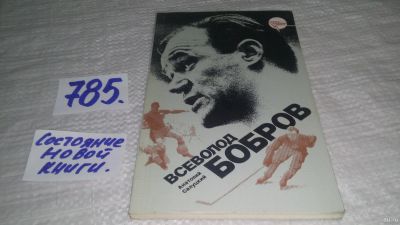 785.
Состояние
новой
книги.
ВСЕВОЛОД
БОБРОВ
Анатолий
Салуцкий